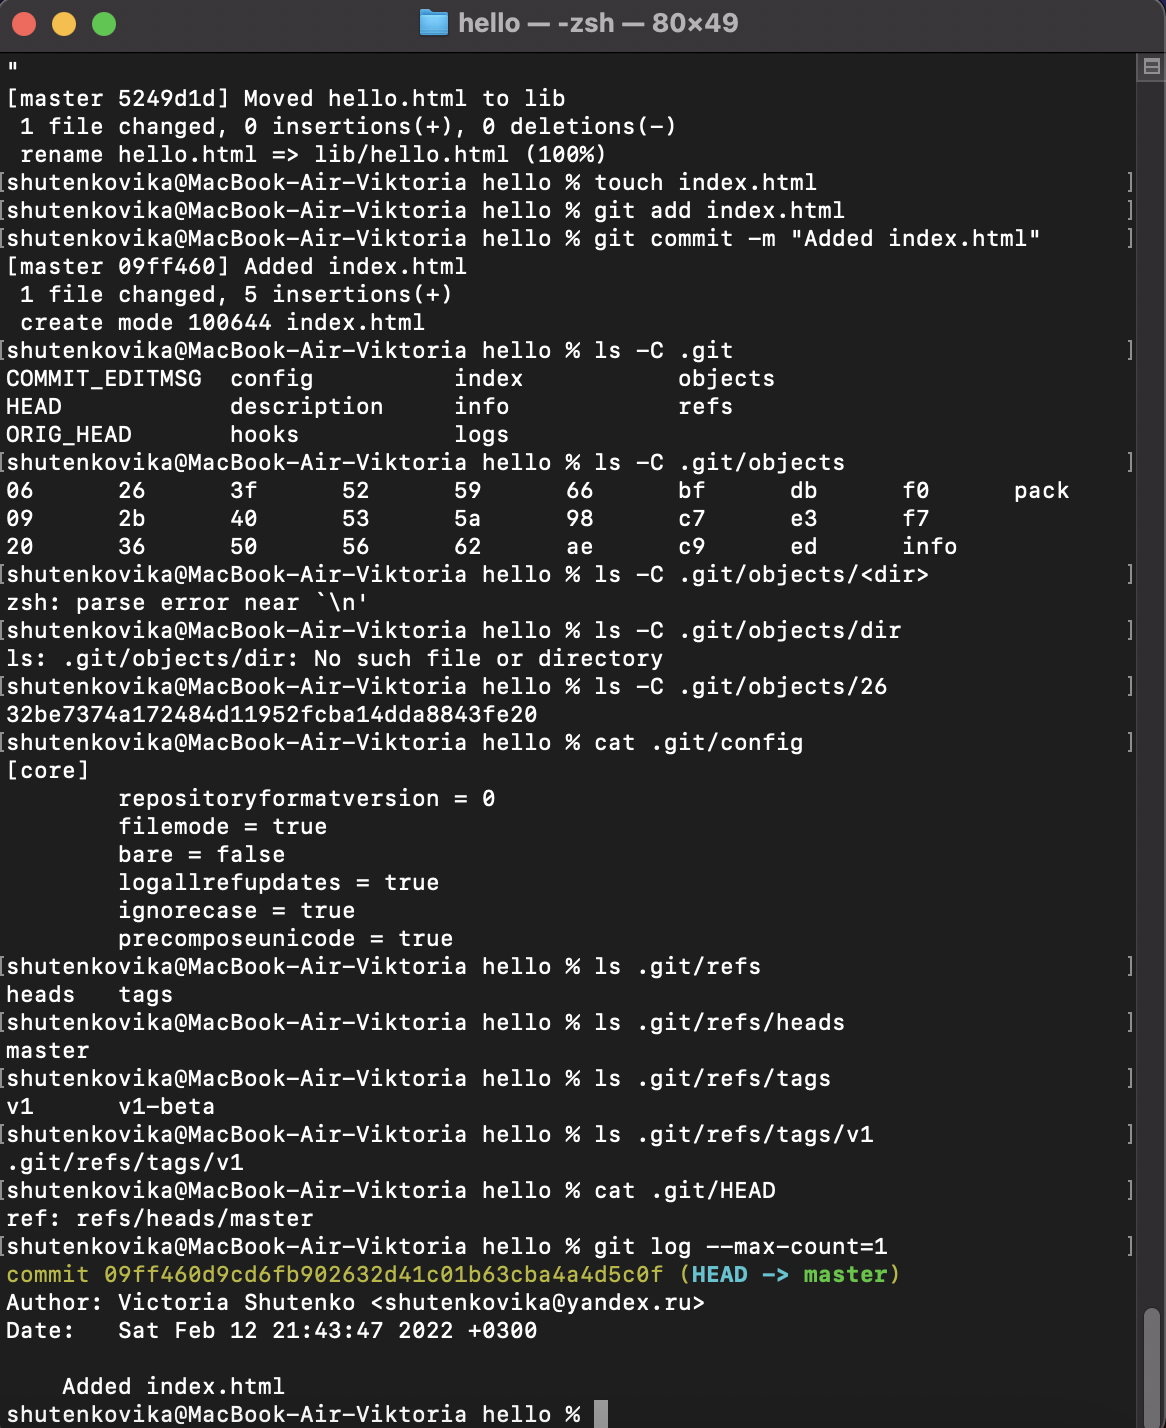 hello — -zsh — 80×49
"
[master 5249d1d] Moved hello.html to lib
 1 file changed, 0 insertions(+), 0 deletions(-)
 rename hello.html => lib/hello.html (100%)
[shutenkovika@MacBook-Air-Viktoria hello % touch index.html ]
[shutenkovika@MacBook-Air-Viktoria hello % git add index.html ]
[shutenkovika@MacBook-Air-Viktoria hello % git commit -m "Added index.html" ]
[master 09ff460] Added index.html
 1 file changed, 5 insertions(+)
 create mode 100644 index.html
[shutenkovika@MacBook-Air-Viktoria hello % ls -C .git ]
COMMIT_EDITMSG  config          index           objects
HEAD            description     info            refs
ORIG_HEAD       hooks           logs
[shutenkovika@MacBook-Air-Viktoria hello % ls -C .git/objects ]
06      26      3f      52      59      66      bf      db      f0      pack
09      2b      40      53      5a      98      c7      e3      f7
20      36      50      56      62      ae      c9      ed      info
[shutenkovika@MacBook-Air-Viktoria hello % ls -C .git/objects/<dir> ]
zsh: parse error near `\n'
[shutenkovika@MacBook-Air-Viktoria hello % ls -C .git/objects/dir ]
ls: .git/objects/dir: No such file or directory
[shutenkovika@MacBook-Air-Viktoria hello % ls -C .git/objects/26 ]
32be7374a172484d11952fcba14dda8843fe20
[shutenkovika@MacBook-Air-Viktoria hello % cat .git/config ]
[core]
        repositoryformatversion = 0
        filemode = true
        bare = false
        logallrefupdates = true
        ignorecase = true
        precomposeunicode = true
[shutenkovika@MacBook-Air-Viktoria hello % ls .git/refs ]
heads   tags
[shutenkovika@MacBook-Air-Viktoria hello % ls .git/refs/heads ]
master
[shutenkovika@MacBook-Air-Viktoria hello % ls .git/refs/tags ]
v1      v1-beta
[shutenkovika@MacBook-Air-Viktoria hello % ls .git/refs/tags/v1 ]
.git/refs/tags/v1
[shutenkovika@MacBook-Air-Viktoria hello % cat .git/HEAD ]
ref: refs/heads/master
[shutenkovika@MacBook-Air-Viktoria hello % git log --max-count=1 ]
commit 09ff460d9cd6fb902632d41c01b63cba4a4d5c0f (HEAD -> master)
Author: Victoria Shutenko <shutenkovika@yandex.ru>
Date:   Sat Feb 12 21:43:47 2022 +0300

    Added index.html
shutenkovika@MacBook-Air-Viktoria hello %